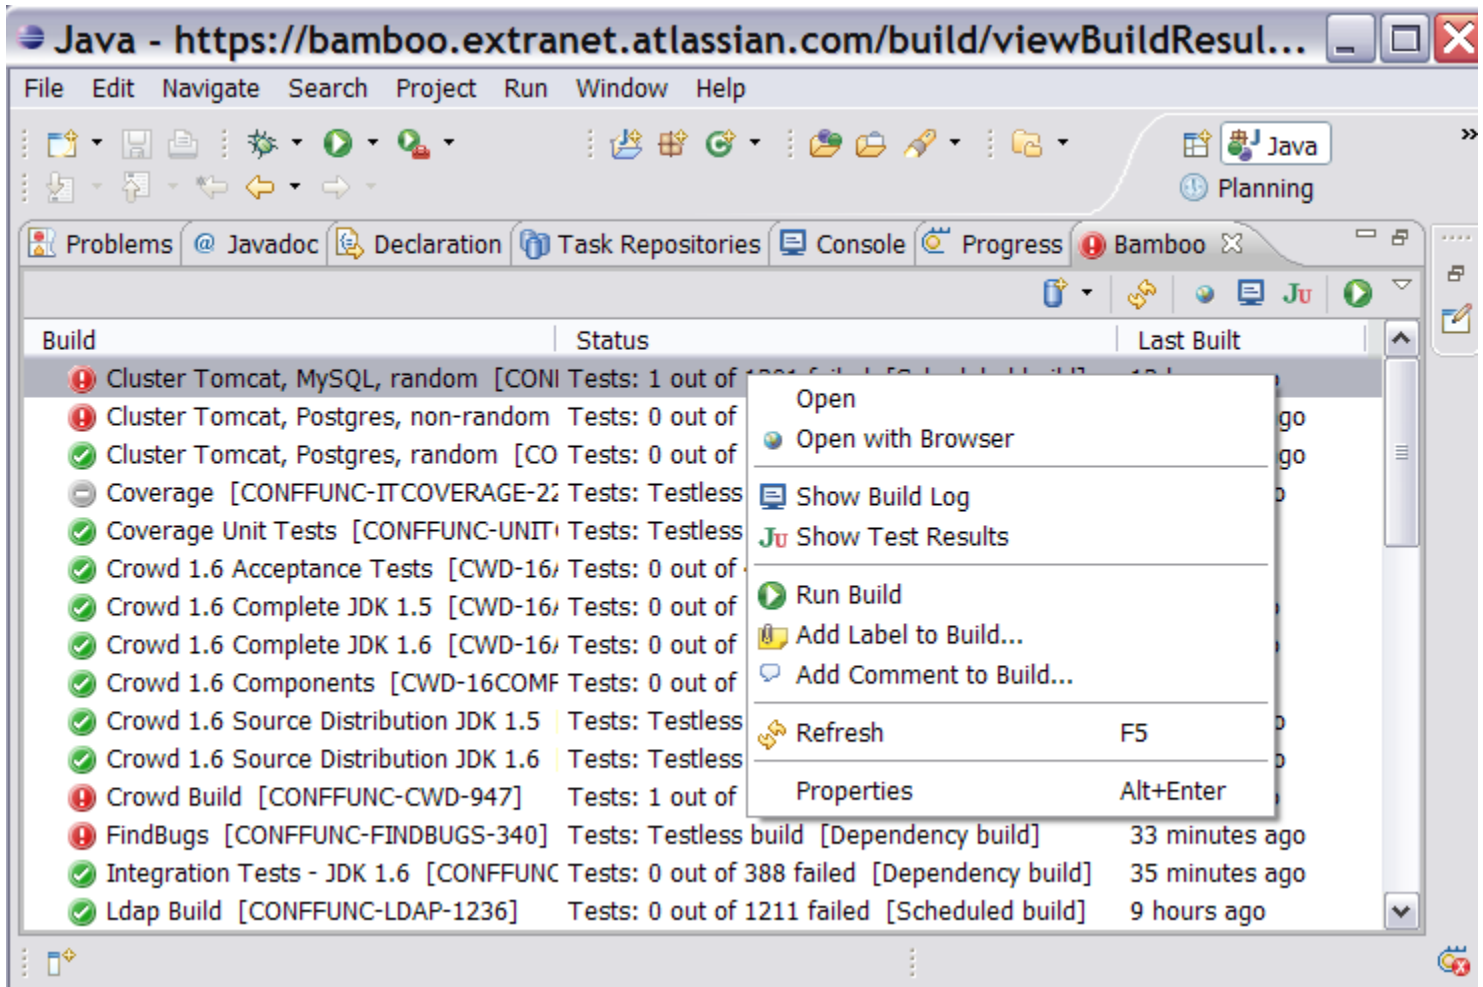 Java - https://bamboo.extranet.atlassian.com/build/viewBuildResul...
File Edit Navigate Search Project Run Window Help
Java
Planning
Problems @ Javadoc Declaration Task Repositories Console Progress Bamboo
Ju
Build Status Last Built
Cluster Tomcat, MySQL, random [CON Tests: 1 out of
Cluster Tomcat, Postgres, non-random Tests: 0 out of go
Cluster Tomcat, Postgres, random [CO Tests: 0 out of go
Coverage [CONFFUNC-ITCOVERAGE-22 Tests: Testless
Coverage Unit Tests [CONFFUNC-UNIT Tests: Testless
Crowd 1.6 Acceptance Tests [CWD-16 Tests: 0 out of
Crowd 1.6 Complete JDK 1.5 [CWD-16 Tests: 0 out of
Crowd 1.6 Complete JDK 1.6 [CWD-16 Tests: 0 out of
Crowd 1.6 Components [CWD-16COMF Tests: 0 out of
Crowd 1.6 Source Distribution JDK 1.5 Tests: Testless
Crowd 1.6 Source Distribution JDK 1.6 Tests: Testless
Crowd Build [CONFFUNC-CWD-947] Tests: 1 out of
FindBugs [CONFFUNC-FINDBUGS-340] Tests: Testless build [Dependency build] 33 minutes ago
Integration Tests - JDK 1.6 [CONFFUNC Tests: 0 out of 388 failed [Dependency build] 35 minutes ago
Ldap Build [CONFFUNC-LDAP-1236] Tests: 0 out of 1211 failed [Scheduled build] 9 hours ago
Open
Open with Browser
Show Build Log
Ju Show Test Results
Run Build
Add Label to Build...
Add Comment to Build...
Refresh F5
Properties Alt+Enter